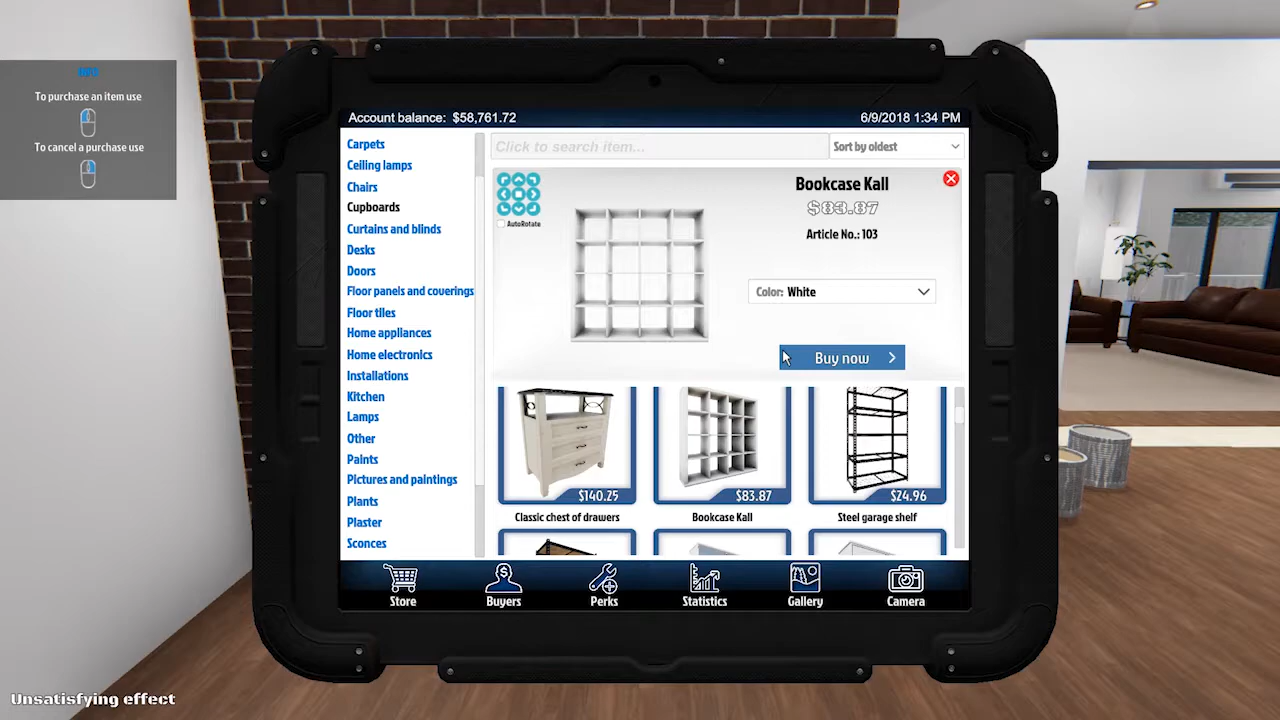 INFO
To purchase an item use
To cancel a purchase use
Account balance: $58,761.72
6/9/2018 1:34 PM
Carpets
Ceiling lamps
Chairs
Cupboards
Curtains and blinds
Desks
Doors
Floor panels and coverings
Floor tiles
Home appliances
Home electronics
Installations
Kitchen
Lamps
Other
Paints
Pictures and paintings
Plants
Plaster
Sconces
Click to search item...
Sort by oldest
AutoRotate
Bookcase Kall
$83.87
Article No.: 103
Color: White
Buy now
$140.25
$83.87
$24.96
Classic chest of drawers
Bookcase Kall
Steel garage shelf
Store
Buyers
Perks
Statistics
Gallery
Camera
Unsatisfying effect